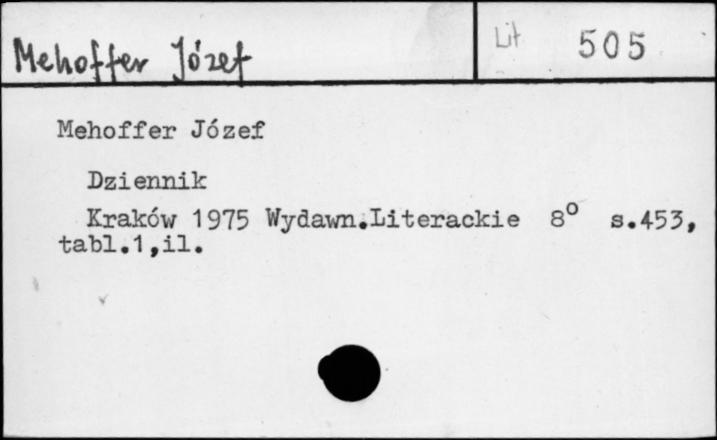 Mehoffer Józef
Lit 505
Mehoffer Józef
Dziennik
Kraków 1975 Wydawn.Literackie 8° s.453,
tabl.1,il.